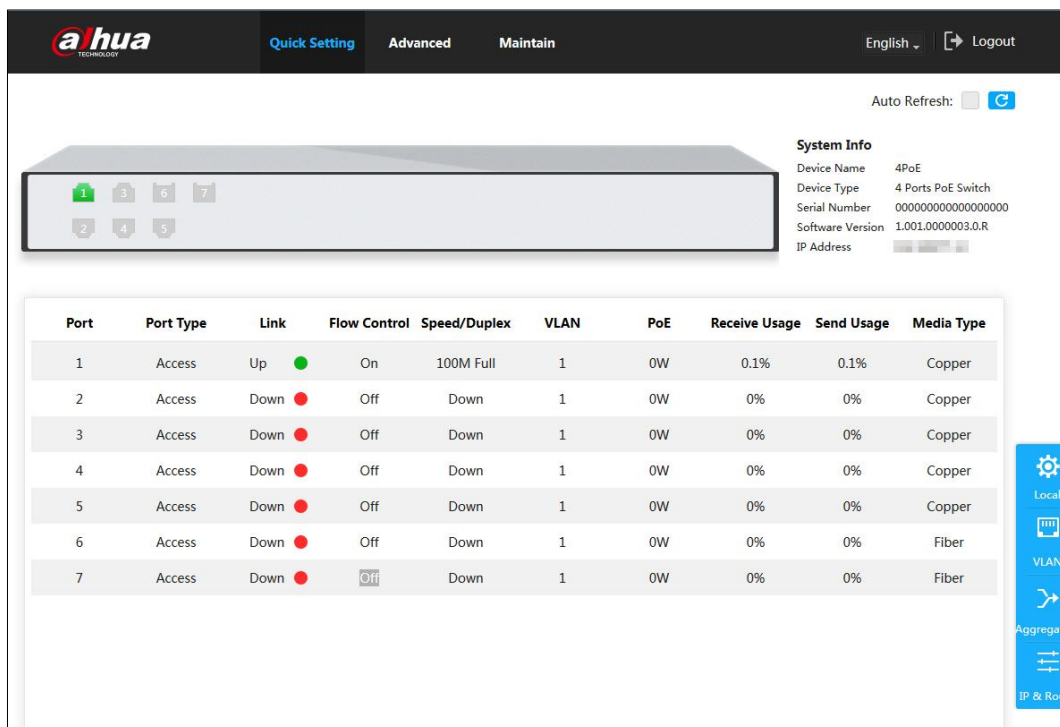 alhua
TECHNOLOGY
Quick Setting Advanced Maintain English Logout
Auto Refresh:
System Info
Device Name 4PoE
Device Type 4 Ports PoE Switch
Serial Number 000000000000000000
Software Version 1.001.0000003.0.R
IP Address
1 3 6 7
2 4 5
Port Port Type Link Flow Control Speed/Duplex VLAN PoE Receive Usage Send Usage Media Type
1 Access Up On 100M Full 1 0W 0.1% 0.1% Copper
2 Access Down Off Down 1 0W 0% 0% Copper
3 Access Down Off Down 1 0W 0% 0% Copper
4 Access Down Off Down 1 0W 0% 0% Copper
5 Access Down Off Down 1 0W 0% 0% Copper
6 Access Down Off Down 1 0W 0% 0% Fiber
7 Access Down Off Down 1 0W 0% 0% Fiber
Local
VLAN
Aggrega
IP & Ro